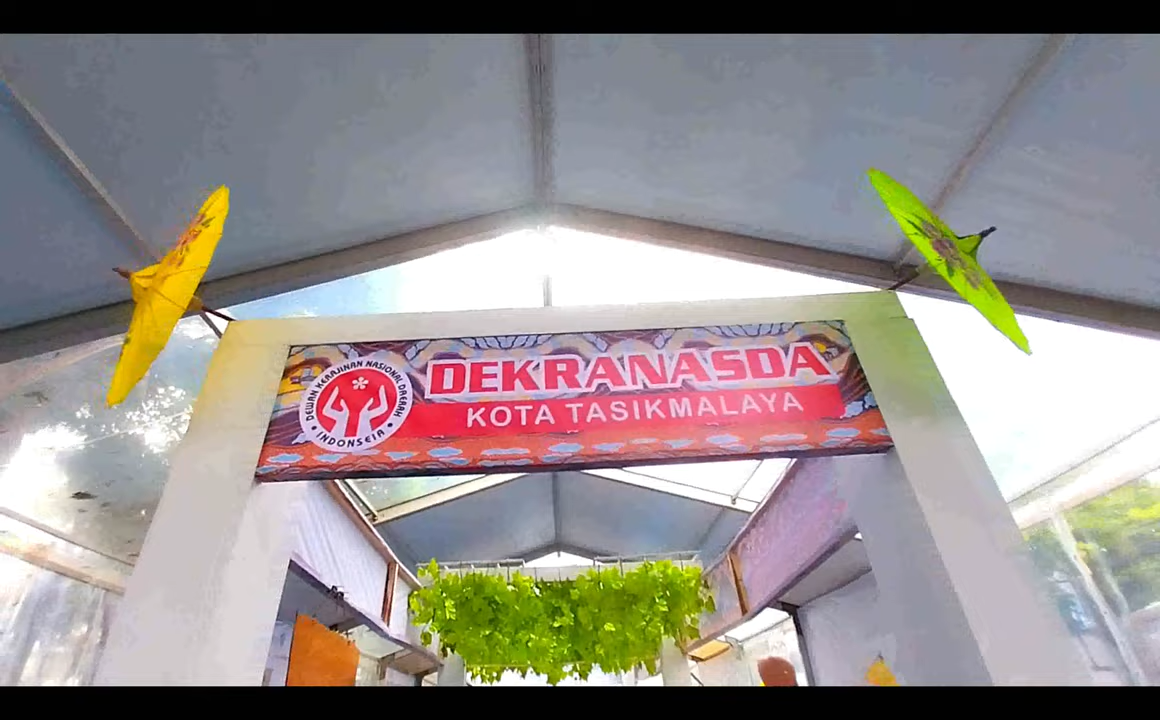 DEKRANASDA
KOTA TASIKMALAYA
DEWAN KERAJINAN NASIONAL DAERAH
INDONSEIA